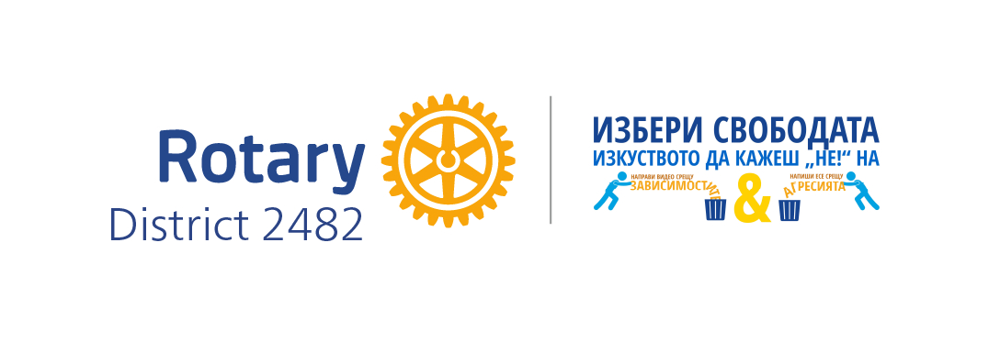 Rotary
District 2482
ИЗБЕРИ СВОБОДАТА
ИЗКУСТВОТО ДА КАЖЕШ „НЕ!“ НА
НАПРАВИ ВИДЕО СРЕЩУ
ЗАВИСИМОСТИТЕ
&
НАПИШИ ЕСЕ СРЕЩУ
АГРЕСИЯТА